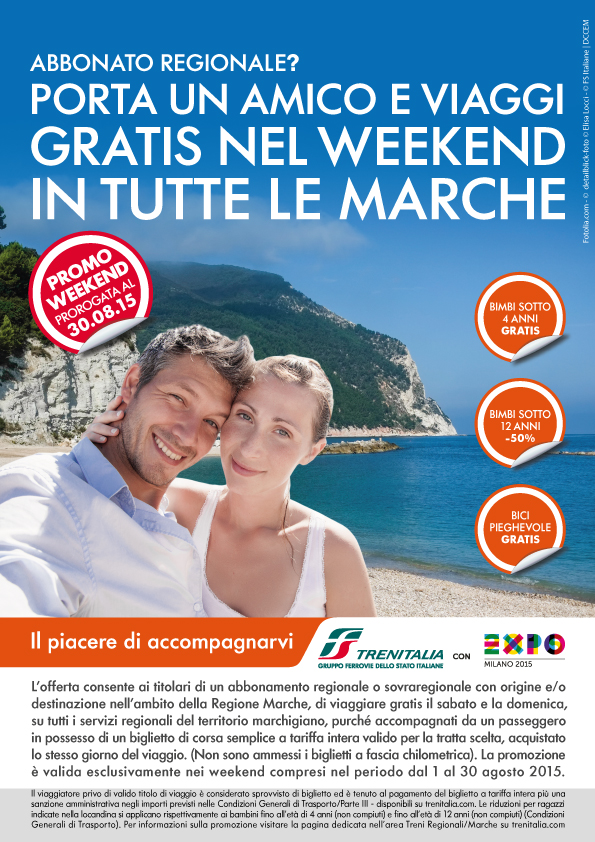 ABBONATO REGIONALE?
PORTA UN AMICO E VIAGGI
GRATIS NEL WEEKEND
IN TUTTE LE MARCHE
Fotolia.com - © detailblick-foto © Elisa Locci - © FS Italiane | DCCEM
PROMO
WEEKEND
PROROGATA AL
30.08.15
BIMBI SOTTO
4 ANNI
GRATIS
BIMBI SOTTO
12 ANNI
-50%
BICI
PIEGHEVOLE
GRATIS
Il piacere di accompagnarvi
TRENITALIA
GRUPPO FERROVIE DELLO STATO ITALIANE
CON
EXPO
MILANO 2015
L'offerta consente ai titolari di un abbonamento regionale o sovraregionale con origine e/o
destinazione nell'ambito della Regione Marche, di viaggiare gratis il sabato e la domenica,
su tutti i servizi regionali del territorio marchigiano, purché accompagnati da un passeggero
in possesso di un biglietto di corsa semplice a tariffa intera valido per la tratta scelta, acquistato
lo stesso giorno del viaggio. (Non sono ammessi i biglietti a fascia chilometrica). La promozione
è valida esclusivamente nei weekend compresi nel periodo dal 1 al 30 agosto 2015.
Il viaggiatore privo di valido titolo di viaggio è considerato sprovvisto di biglietto ed è tenuto al pagamento del biglietto a tariffa intera più una
sanzione amministrativa negli importi previsti nelle Condizioni Generali di Trasporto/Parte III - disponibili su trenitalia.com. Le riduzioni per ragazzi
indicate nella locandina si applicano rispettivamente ai bambini fino all'età di 4 anni (non compiuti) e fino all'età di 12 anni (non compiuti) (Condizioni
Generali di Trasporto). Per informazioni sulla promozione visitare la pagina dedicata nell'area Treni Regionali/Marche su trenitalia.com